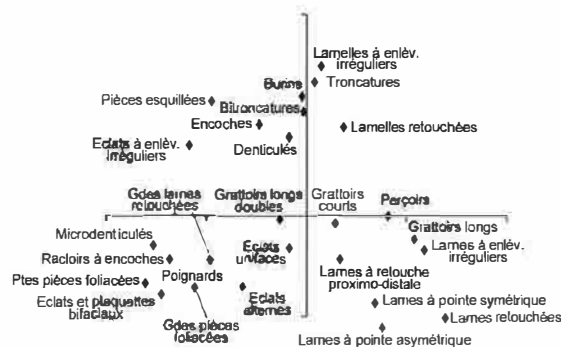 Lamelles à enlèv.
irréguliers
Burins
Troncatures
Pièces esquillées
Bitroncatures
Encoches
Lamelles retouchées
Eclats à enlèv.
irréguliers
Denticulés
Gdes lames
retouchées
Grattoirs longs
doubles
Grattoirs
courts
Perçoirs
Microdenticulés
Grattoirs longs
Racloirs à encoches
Eclats
unifaces
Lames à enlèv.
irréguliers
Ptes pièces foliacées
Poignards
Lames à retouche
proximo-distale
Eclats et plaquettes
bifaciaux
Eclats
alternes
Lames à pointe symétrique
Gdes pièces
foliacées
Lames retouchées
Lames à pointe asymétrique